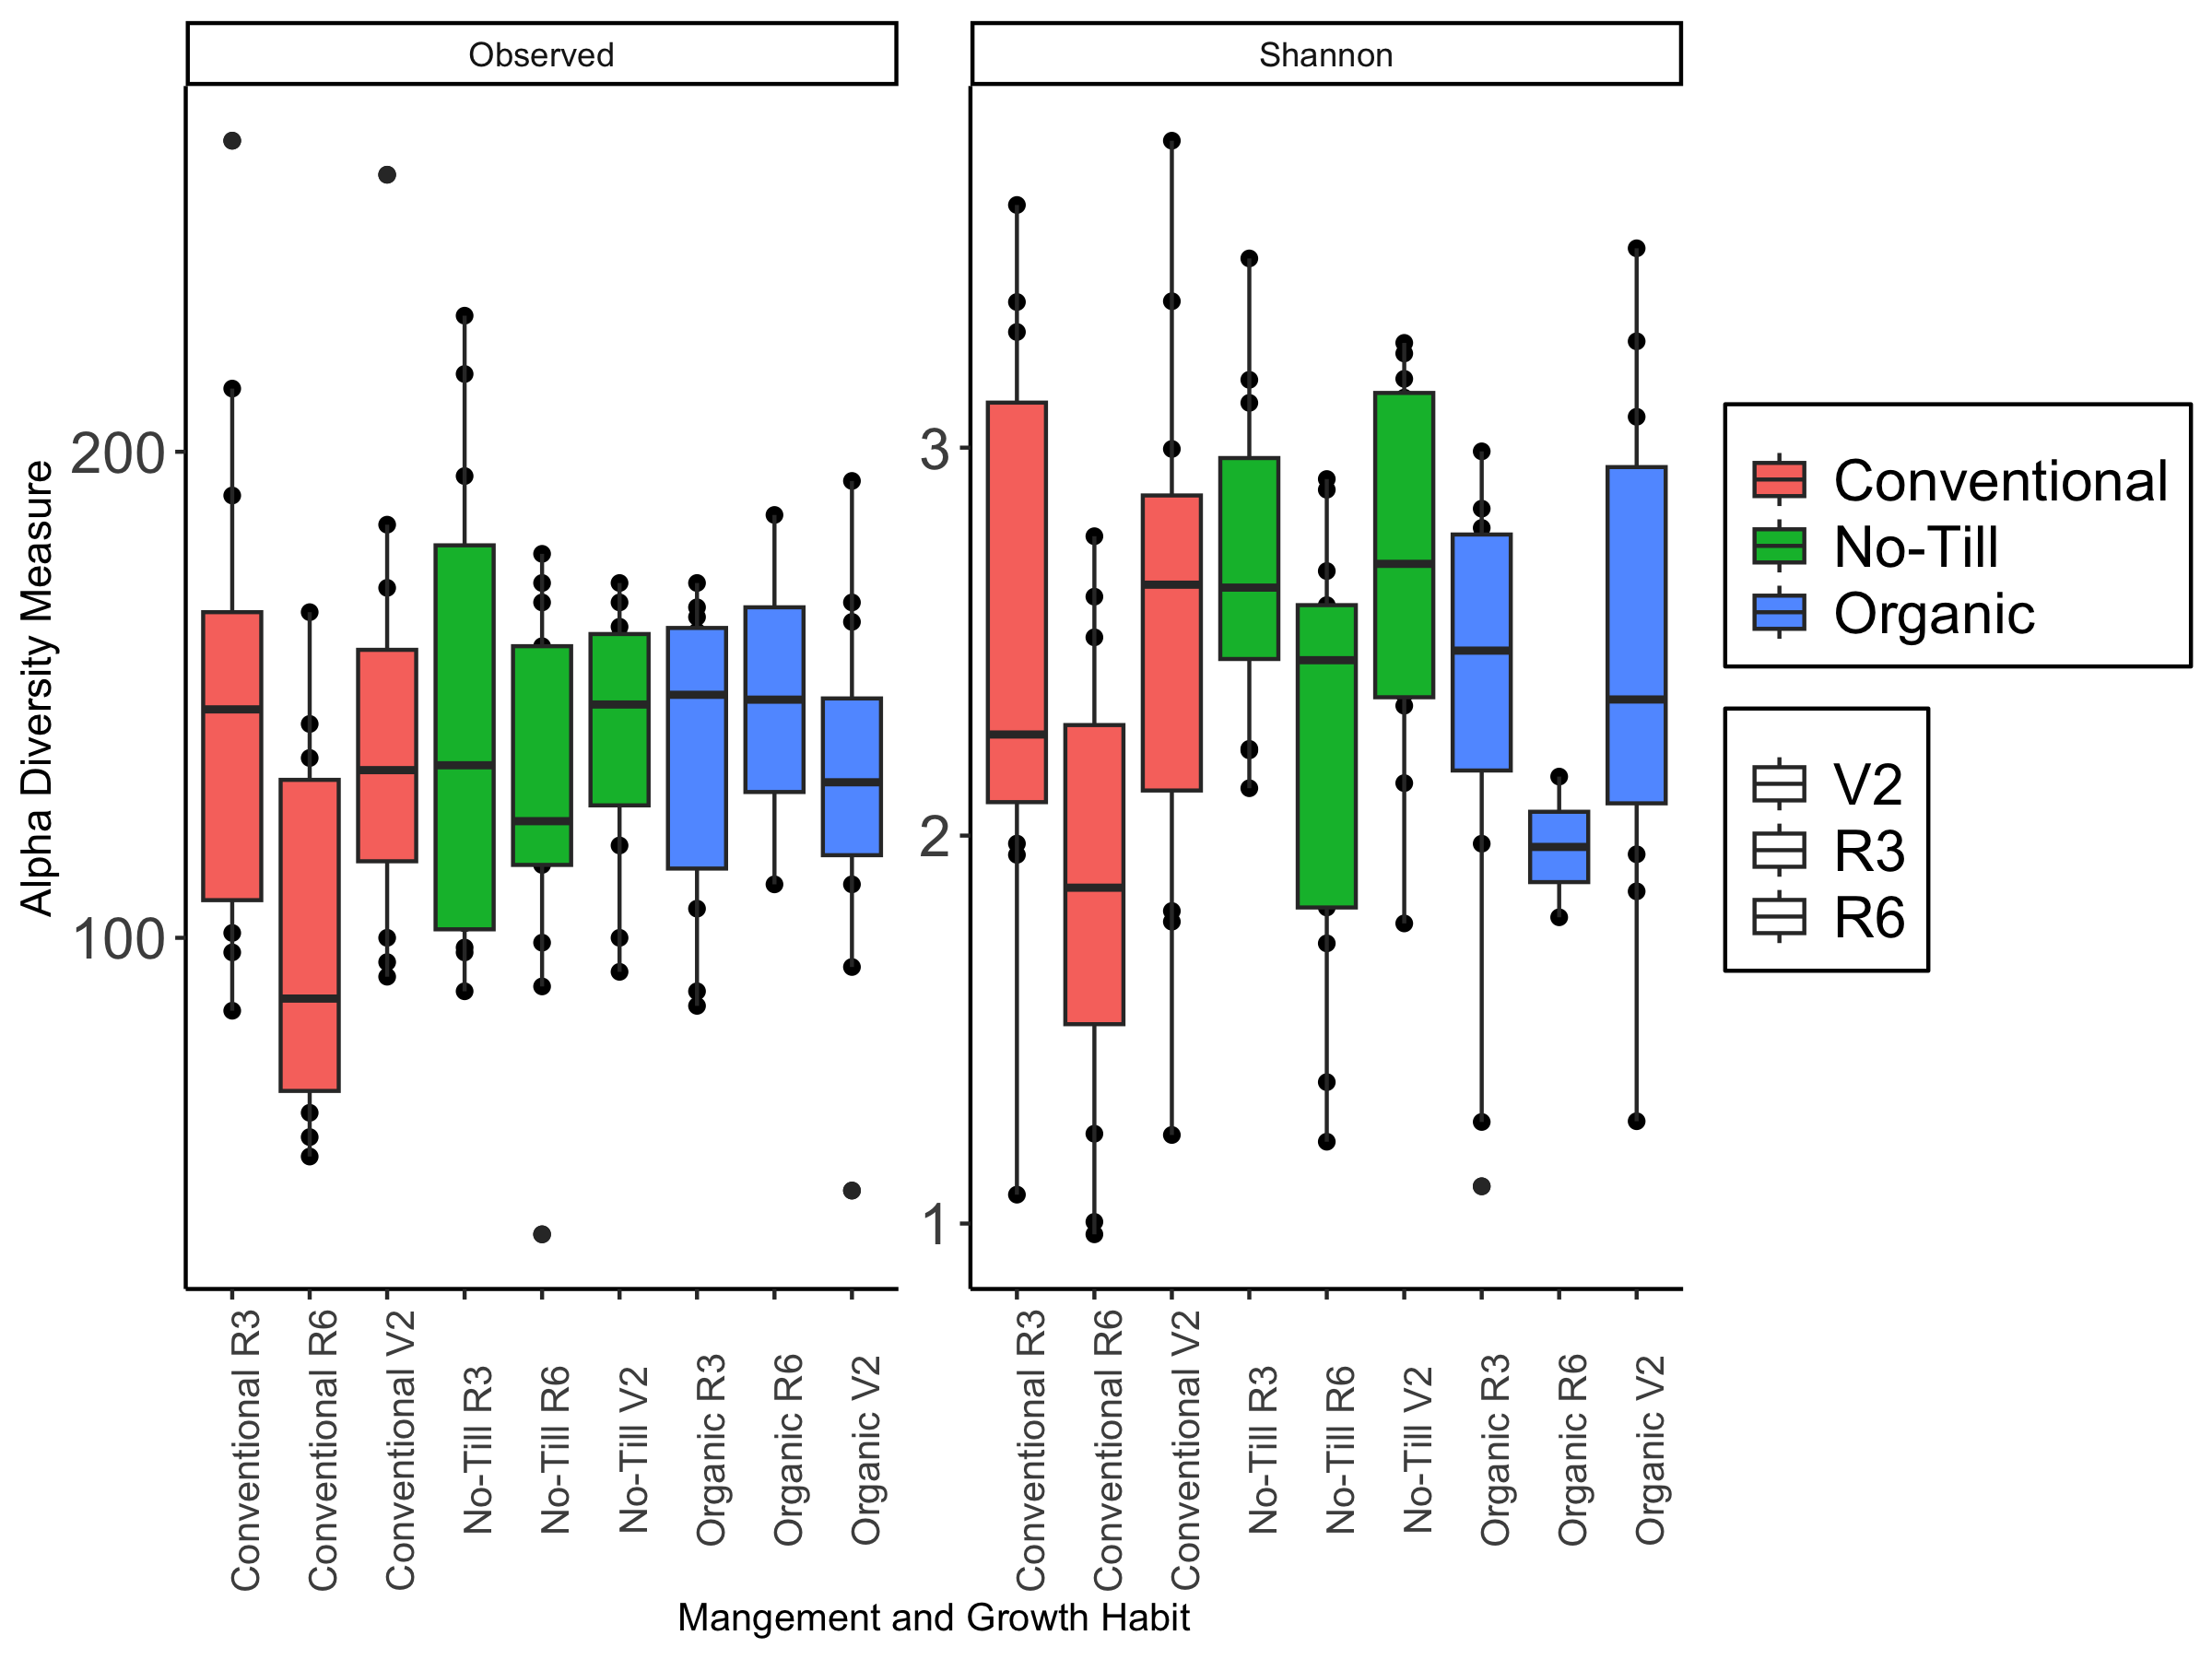 Observed
Shannon
Alpha Diversity Measure
200
100
3
2
1
Conventional R3
Conventional R6
Conventional V2
No-Till R3
No-Till R6
No-Till V2
Organic R3
Organic R6
Organic V2
Conventional R3
Conventional R6
Conventional V2
No-Till R3
No-Till R6
No-Till V2
Organic R3
Organic R6
Organic V2
Mangement and Growth Habit
Conventional
No-Till
Organic
V2
R3
R6